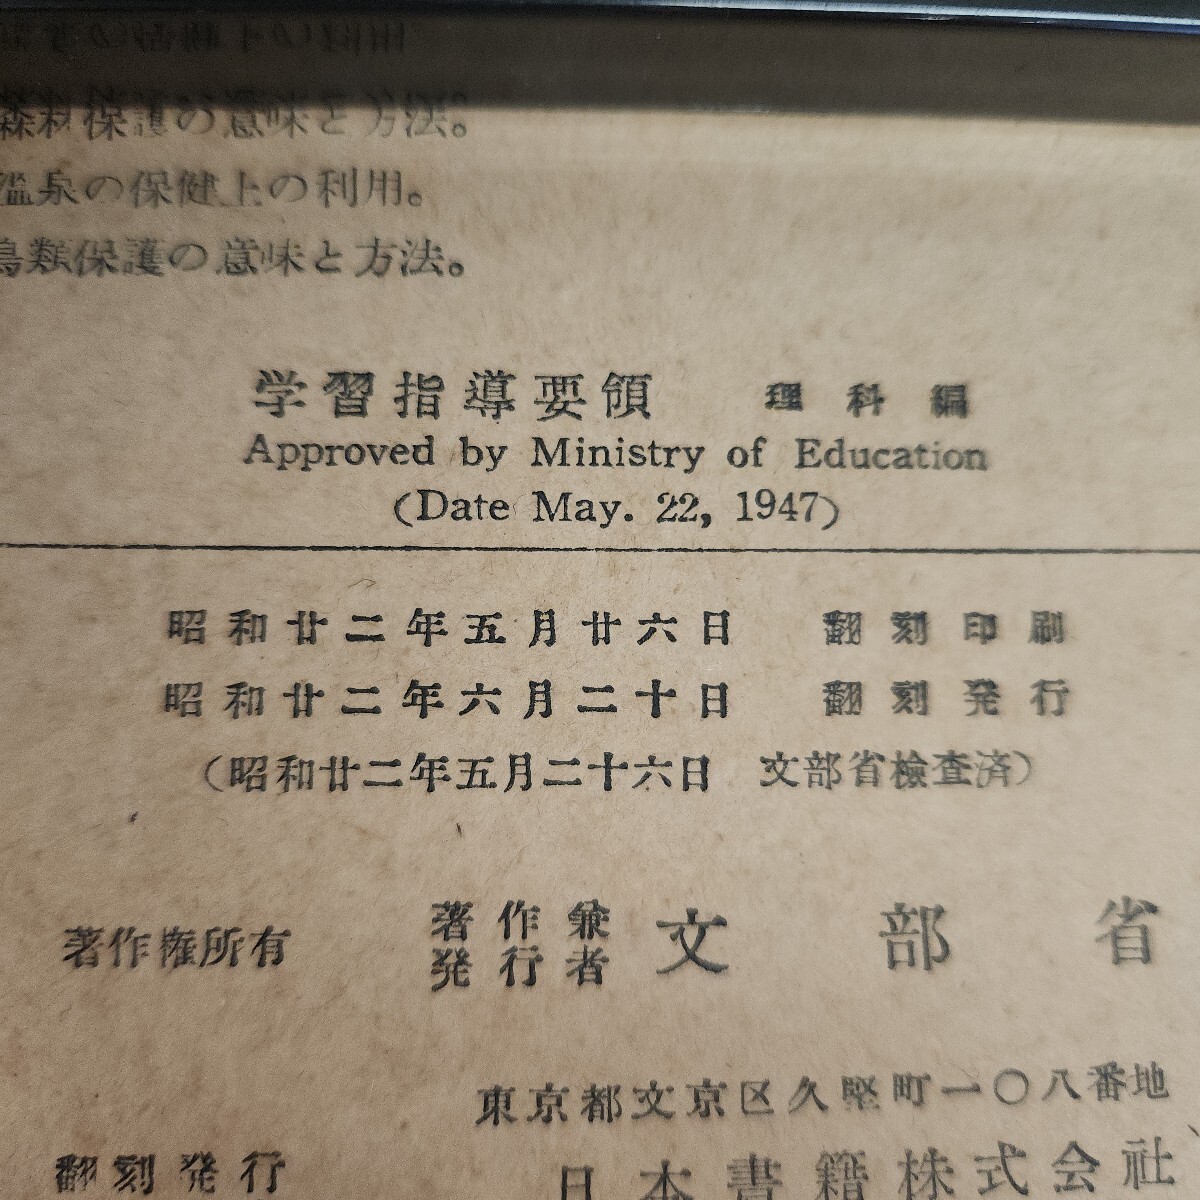 森林保護の意味と方法。
温泉の保健上の利用。
鳥類保護の意味と方法。
学習指導要領 理科編
Approved by Ministry of Education
(Date May. 22, 1947)
昭和廿二年五月廿六日 翻刻印刷
昭和廿二年六月二十日 翻刻発行
(昭和廿二年五月二十六日 文部省檢査済)
著作権所有 著作兼発行者 文部省
東京都文京区久堅町一〇八番地
翻刻発行 日本書籍株式会社